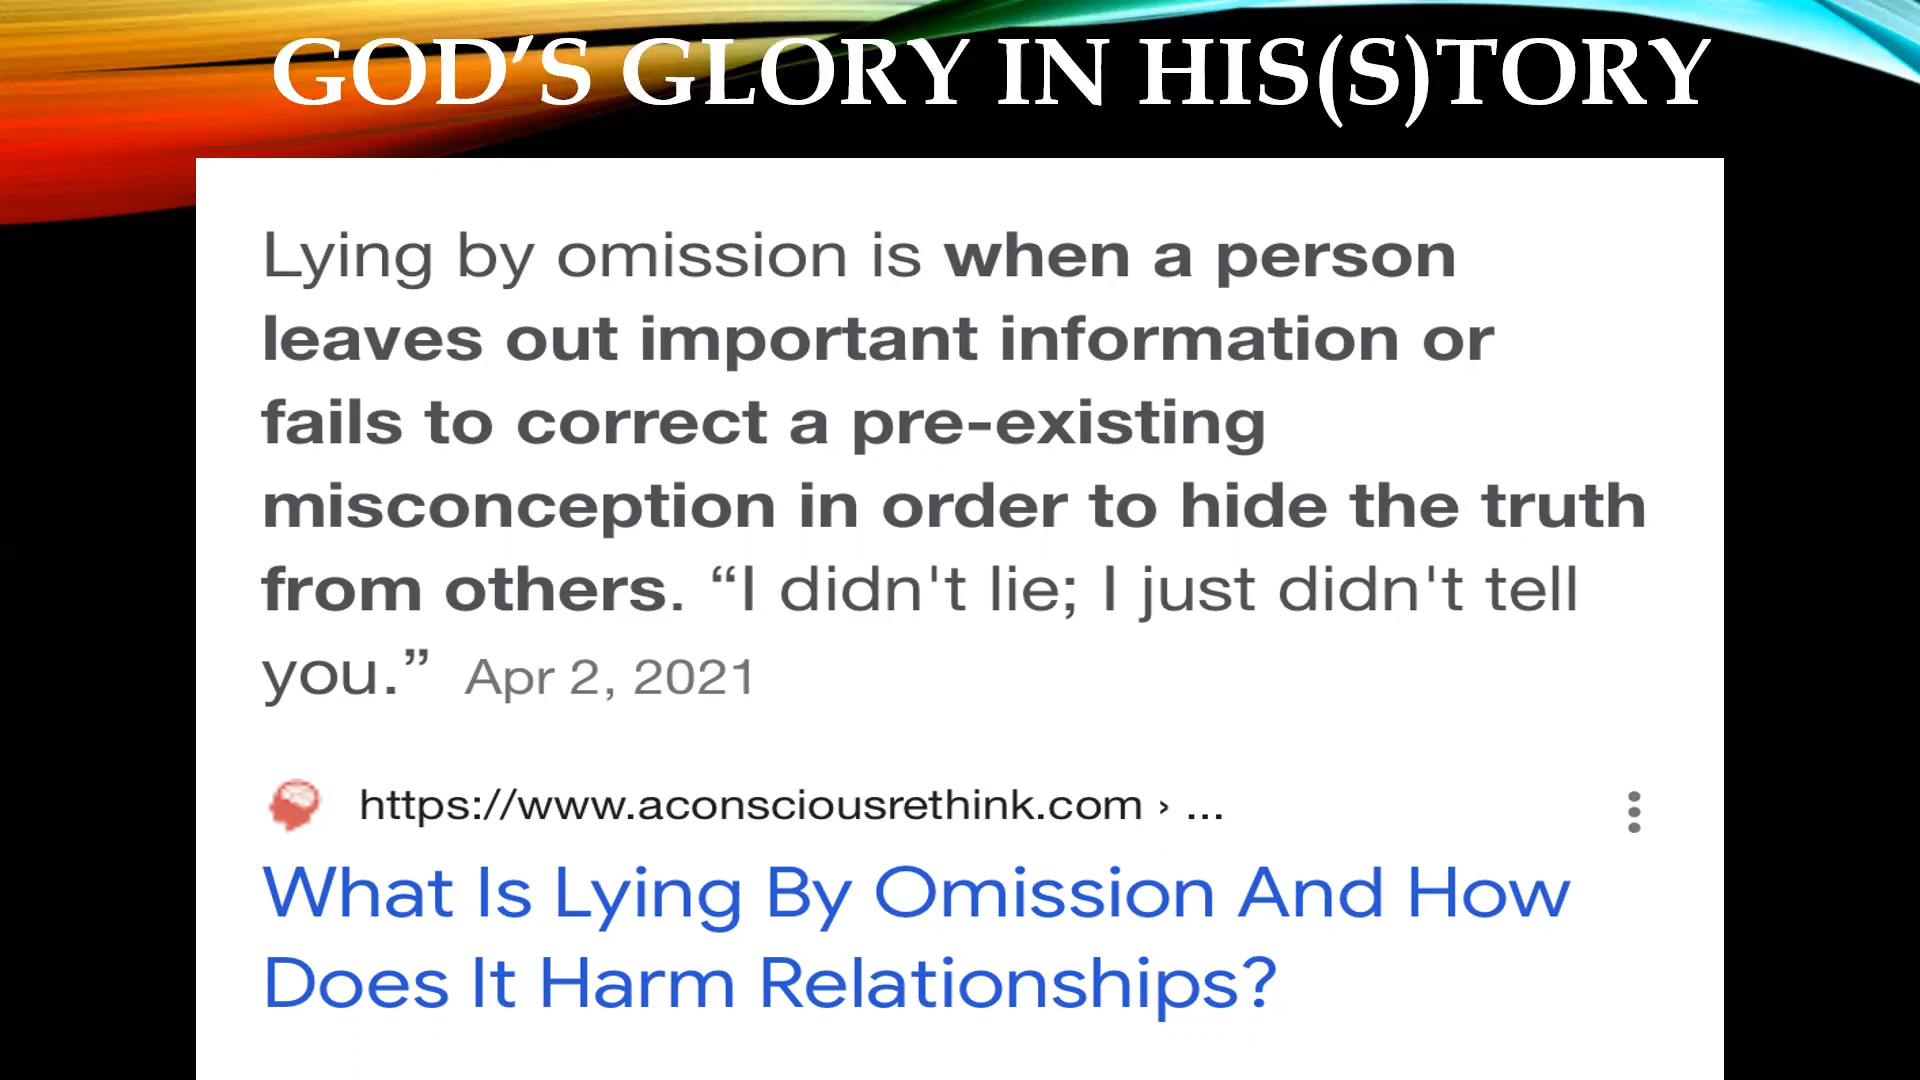 GOD’S GLORY IN HIS(S)TORY
Lying by omission is when a person
leaves out important information or
fails to correct a pre-existing
misconception in order to hide the truth
from others. “I didn't lie; I just didn't tell
you.” Apr 2, 2021
https://www.aconsciousrethink.com › ...
What Is Lying By Omission And How
Does It Harm Relationships?